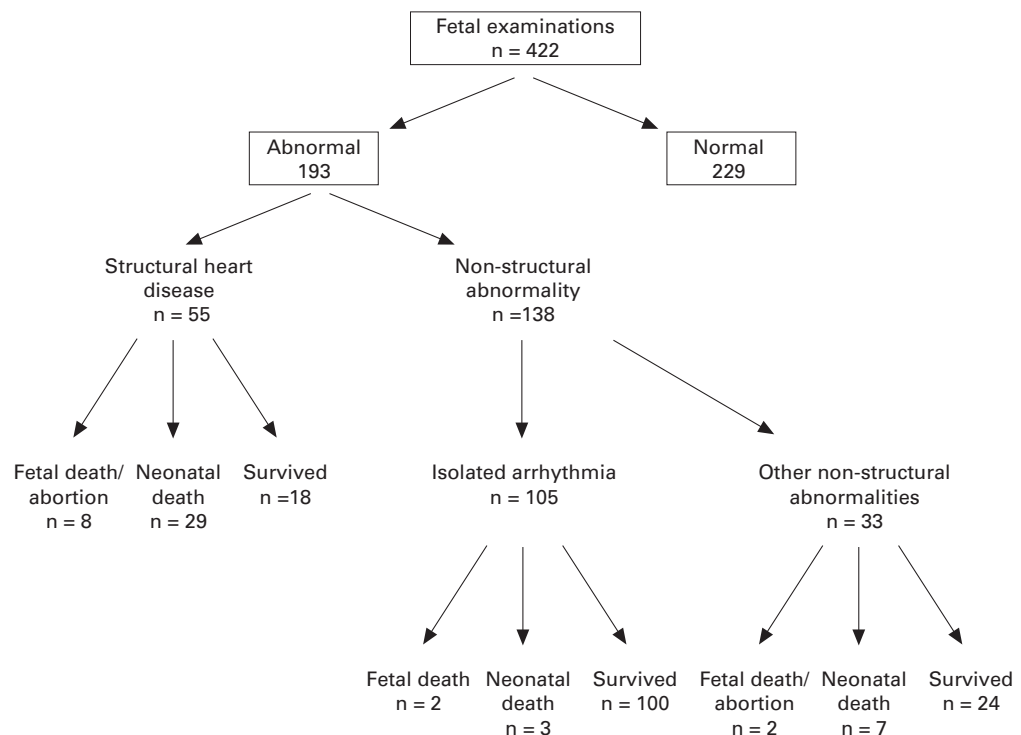 Fetal examinations
n = 422
Abnormal
193
Normal
229
Structural heart
disease
n = 55
Non-structural
abnormality
n =138
Fetal death/
abortion
n = 8
Neonatal
death
n = 29
Survived
n =18
Isolated arrhythmia
n = 105
Other non-structural
abnormalities
n = 33
Fetal death
n = 2
Neonatal
death
n = 3
Survived
n = 100
Fetal death/
abortion
n = 2
Neonatal
death
n = 7
Survived
n = 24